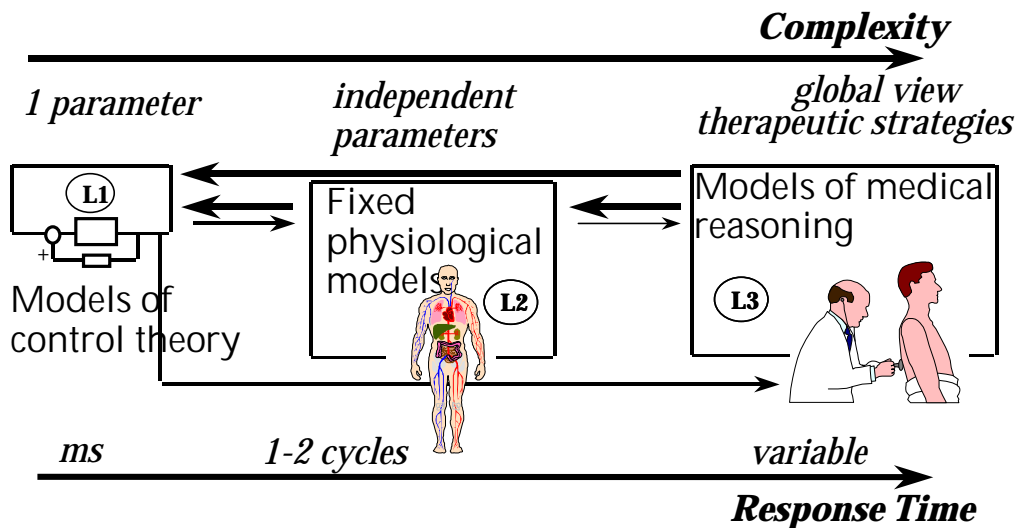 Complexity
1 parameter
independent
parameters
global view
therapeutic strategies
L1
+
Models of
control theory
Fixed
physiological
models
L2
Models of medical
reasoning
L3
ms
1-2 cycles
variable
Response Time